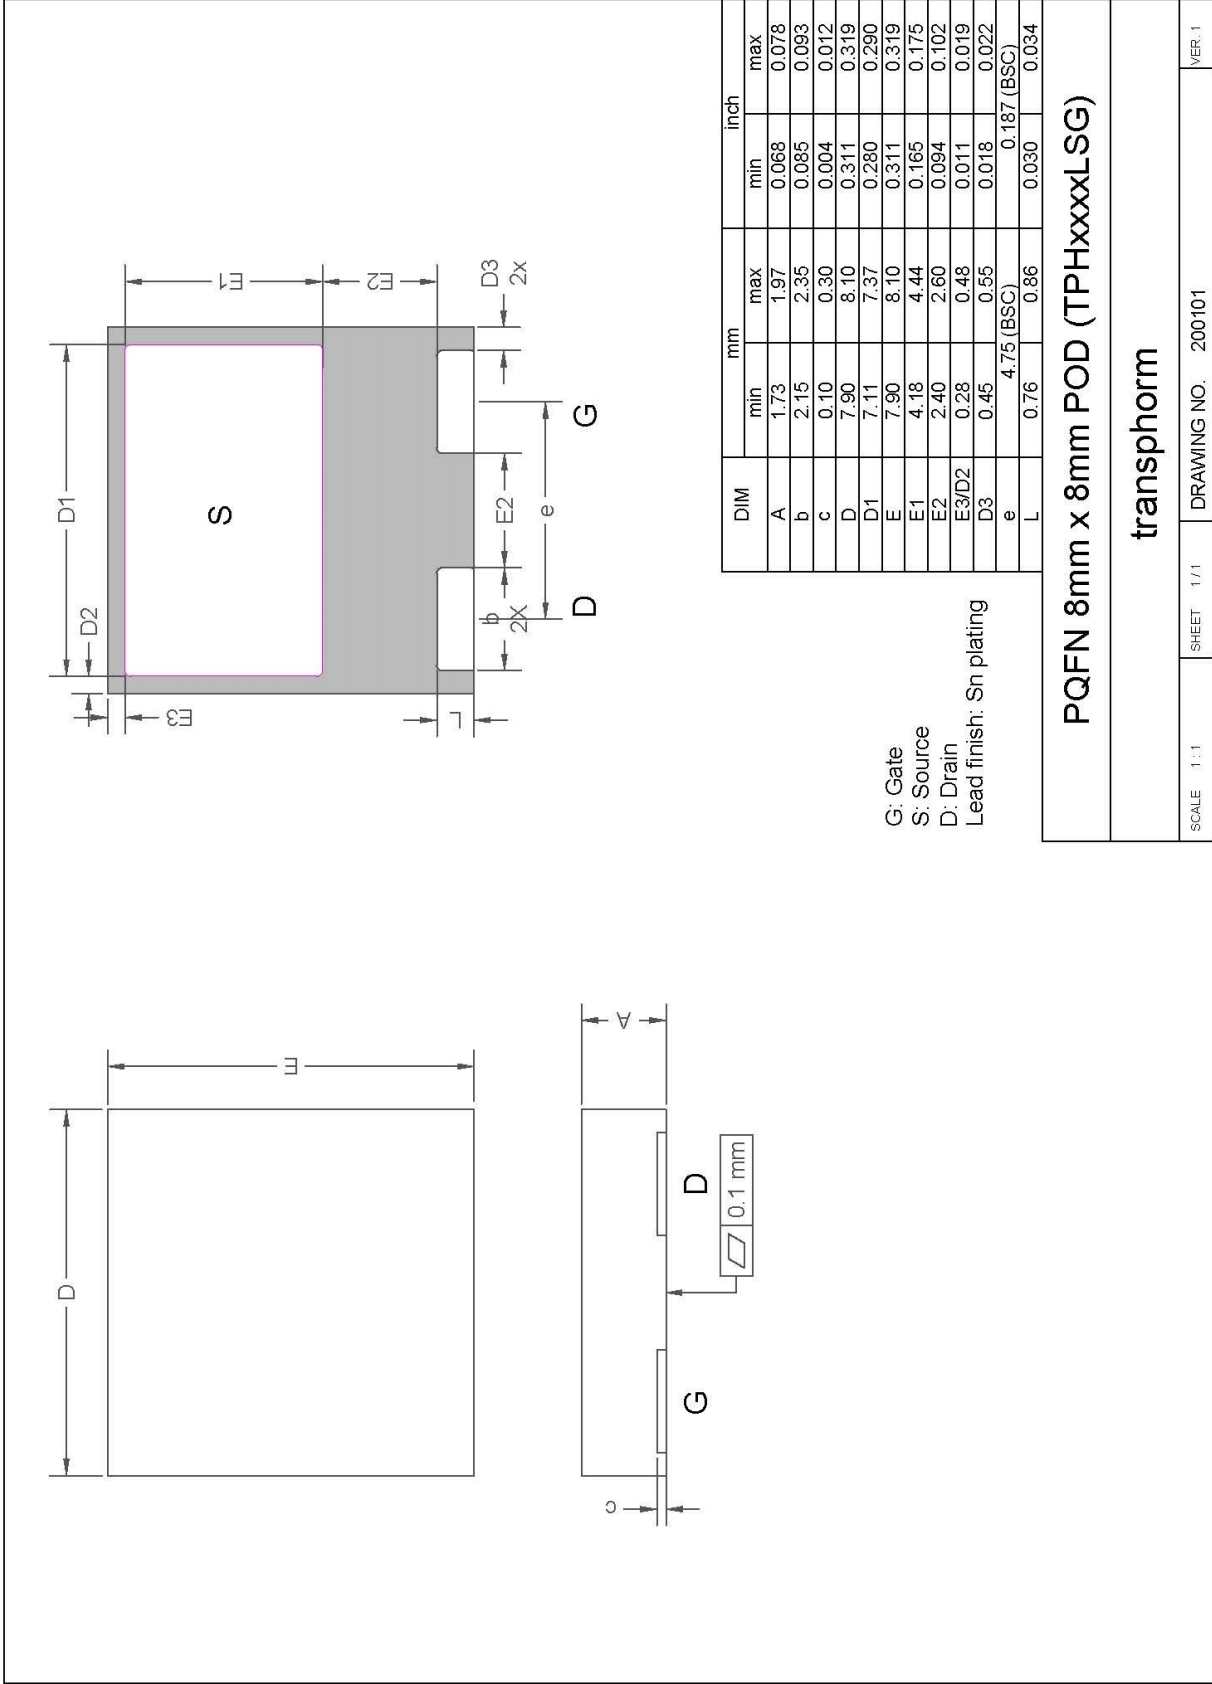 D
E
A
c
G
D
0.1 mm
D2
D1
E3
S
E1
E2
L
b
2X
E2
e
D3
2x
D
G
G: Gate
S: Source
D: Drain
Lead finish: Sn plating
DIM mm inch
min max min max
A 1.73 1.97 0.068 0.078
b 2.15 2.35 0.085 0.093
c 0.10 0.30 0.004 0.012
D 7.90 8.10 0.311 0.319
D1 7.11 7.37 0.280 0.290
E 7.90 8.10 0.311 0.319
E1 4.18 4.44 0.165 0.175
E2 2.40 2.60 0.094 0.102
E3/D2 0.28 0.48 0.011 0.019
D3 0.45 0.55 0.018 0.022
e 4.75 (BSC) 0.187 (BSC)
L 0.76 0.86 0.030 0.034
PQFN 8mm x 8mm POD (TPHxxxxLSG)
transphorm
SCALE 1 : 1 SHEET 1 / 1 DRAWING NO. 200101 VER. 1